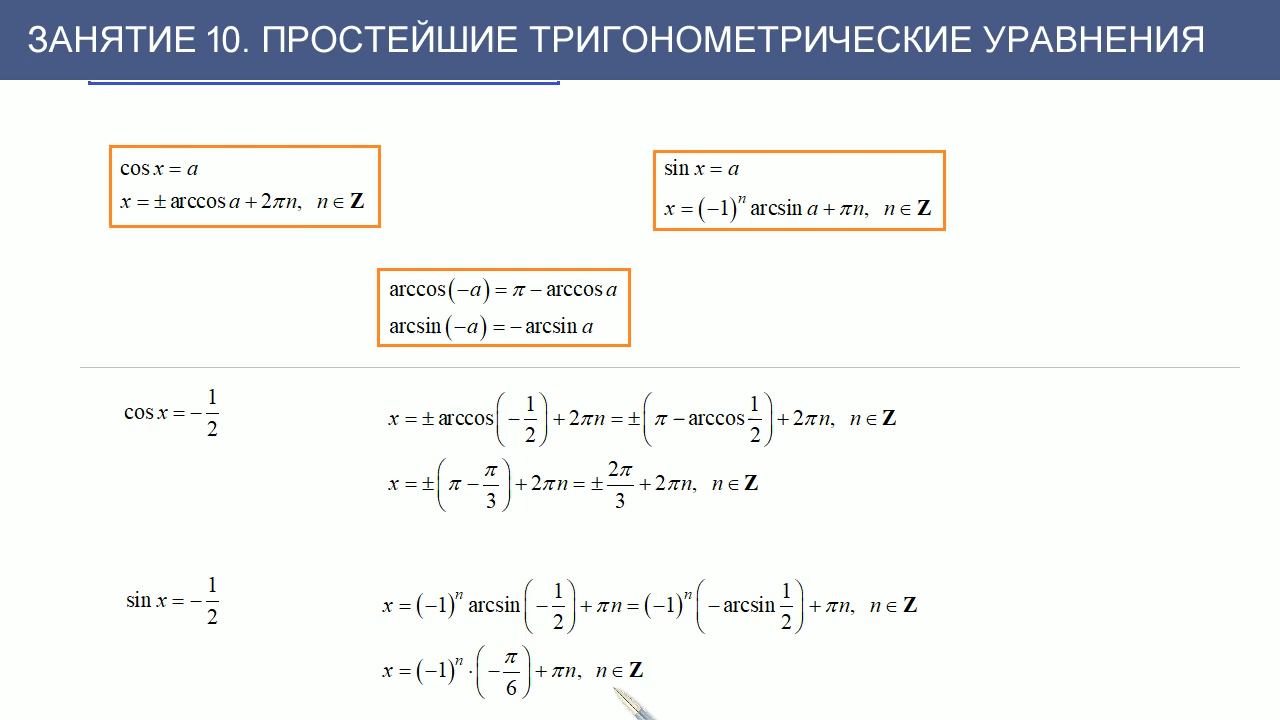 ЗАНЯТИЕ 10. ПРОСТЕЙШИЕ ТРИГОНОМЕТРИЧЕСКИЕ УРАВНЕНИЯ
cos x = a
x = ± arccos a + 2πn, n ∈ Z
sin x = a
x = (−1)^n arcsin a + πn, n ∈ Z
arccos(−a) = π − arccos a
arcsin(−a) = − arcsin a
cos x = −1/2
x = ± arccos(−1/2) + 2πn = ±(π − arccos 1/2) + 2πn, n ∈ Z
x = ±(π − π/3) + 2πn = ± 2π/3 + 2πn, n ∈ Z
sin x = −1/2
x = (−1)^n arcsin(−1/2) + πn = (−1)^n (− arcsin 1/2) + πn, n ∈ Z
x = (−1)^n · (−π/6) + πn, n ∈ Z